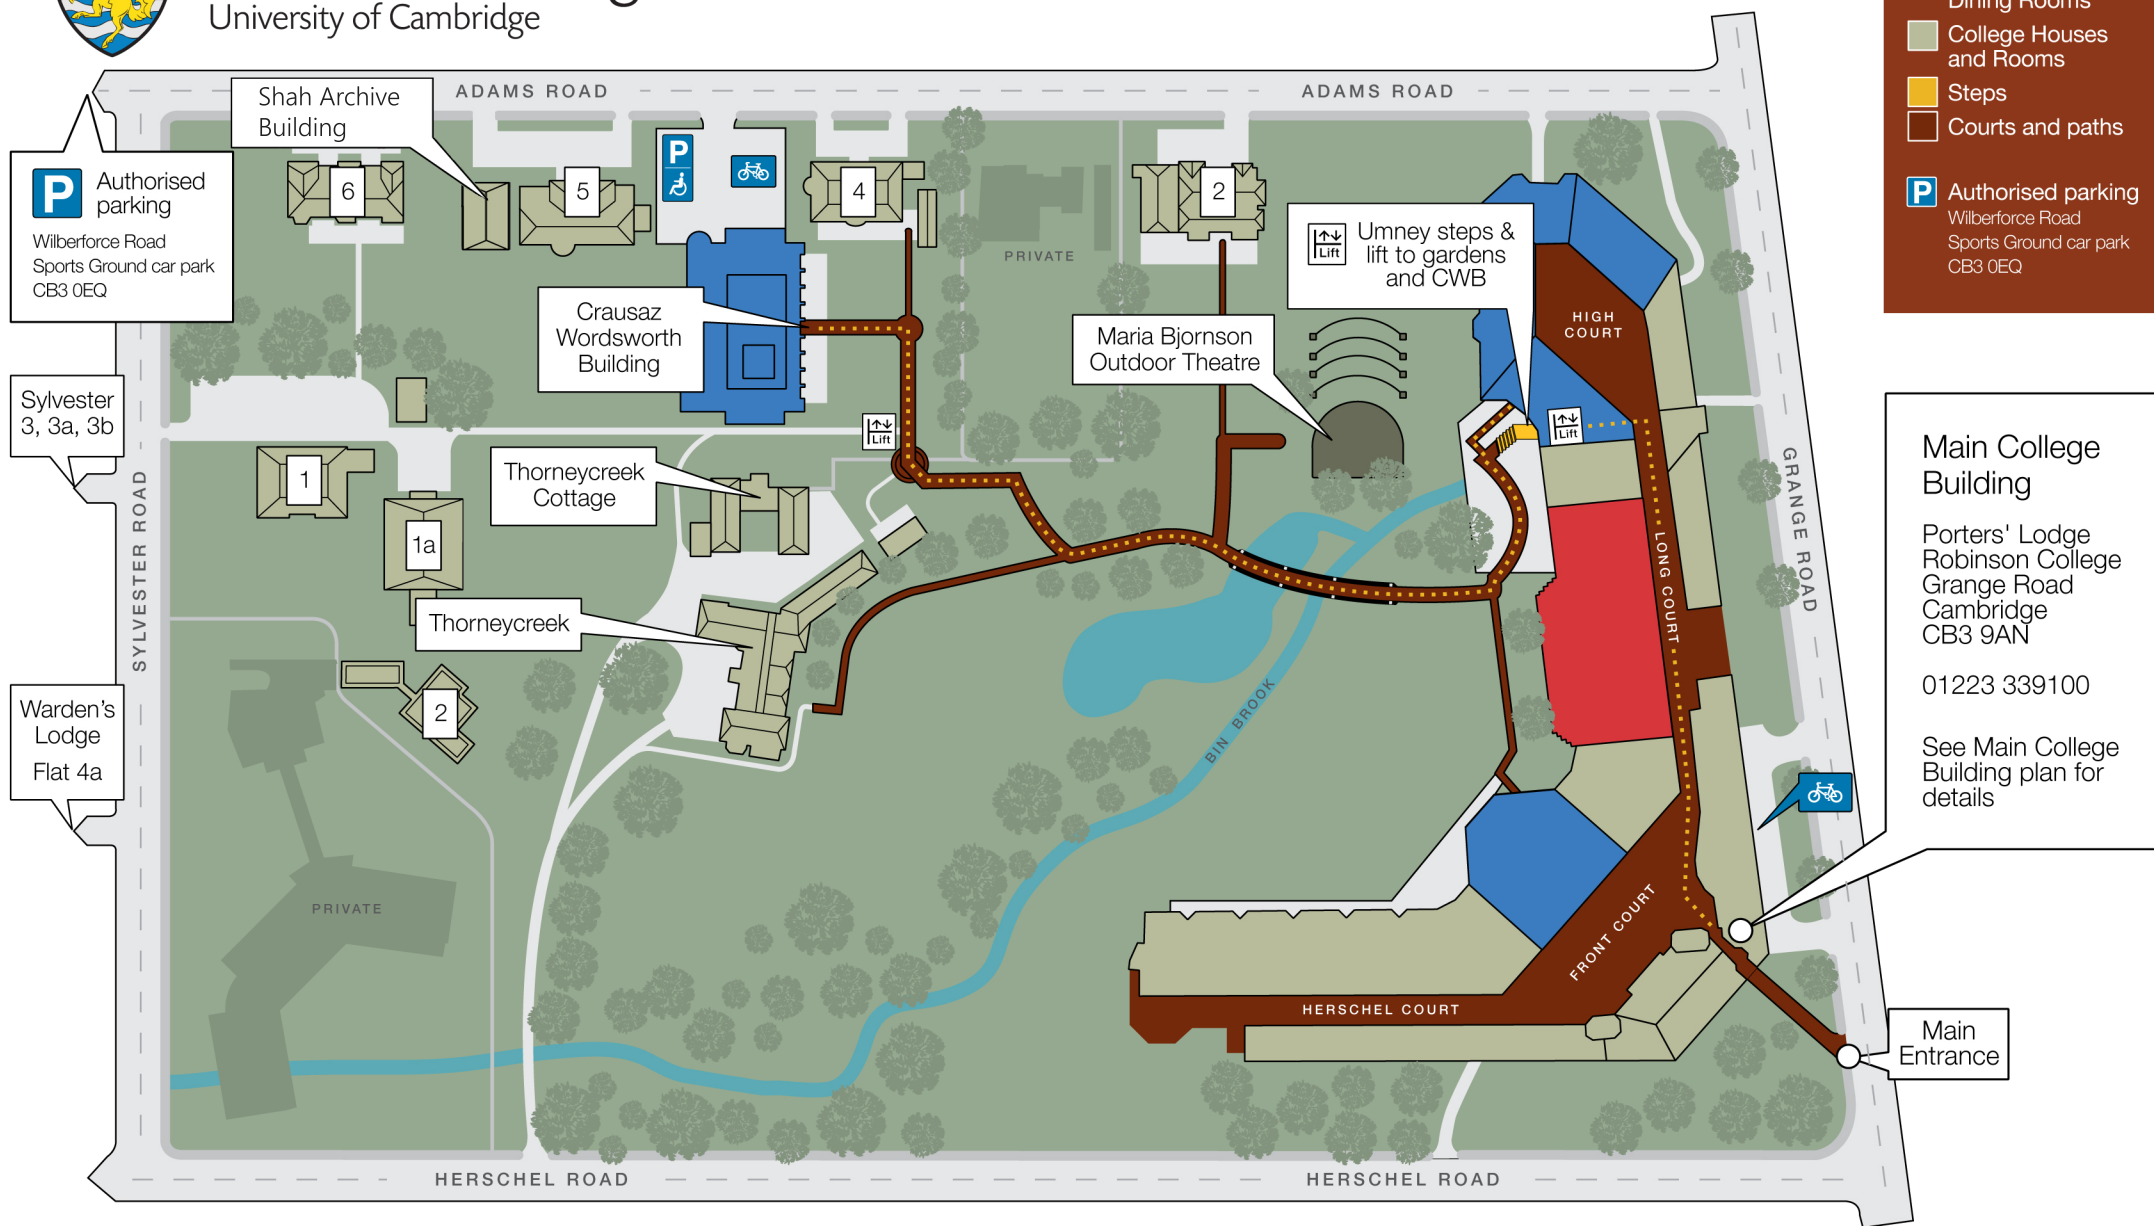 University of Cambridge
Dining Rooms
College Houses
and Rooms
Steps
Courts and paths
P Authorised parking
Wilberforce Road
Sports Ground car park
CB3 0EQ
ADAMS ROAD
ADAMS ROAD
Shah Archive
Building
P Authorised
parking
Wilberforce Road
Sports Ground car park
CB3 0EQ
6
5
P
4
2
PRIVATE
Lift
Umney steps &
lift to gardens
and CWB
HIGH
COURT
Crausaz
Wordsworth
Building
Maria Bjornson
Outdoor Theatre
Sylvester
3, 3a, 3b
Lift
Lift
1
Thorneycreek
Cottage
1a
Thorneycreek
SYLVESTER ROAD
GRANGE ROAD
LONG COURT
Main College
Building
Porters' Lodge
Robinson College
Grange Road
Cambridge
CB3 9AN
01223 339100
See Main College
Building plan for
details
2
Warden's
Lodge
Flat 4a
BIN BROOK
PRIVATE
FRONT COURT
HERSCHEL COURT
Main
Entrance
HERSCHEL ROAD
HERSCHEL ROAD